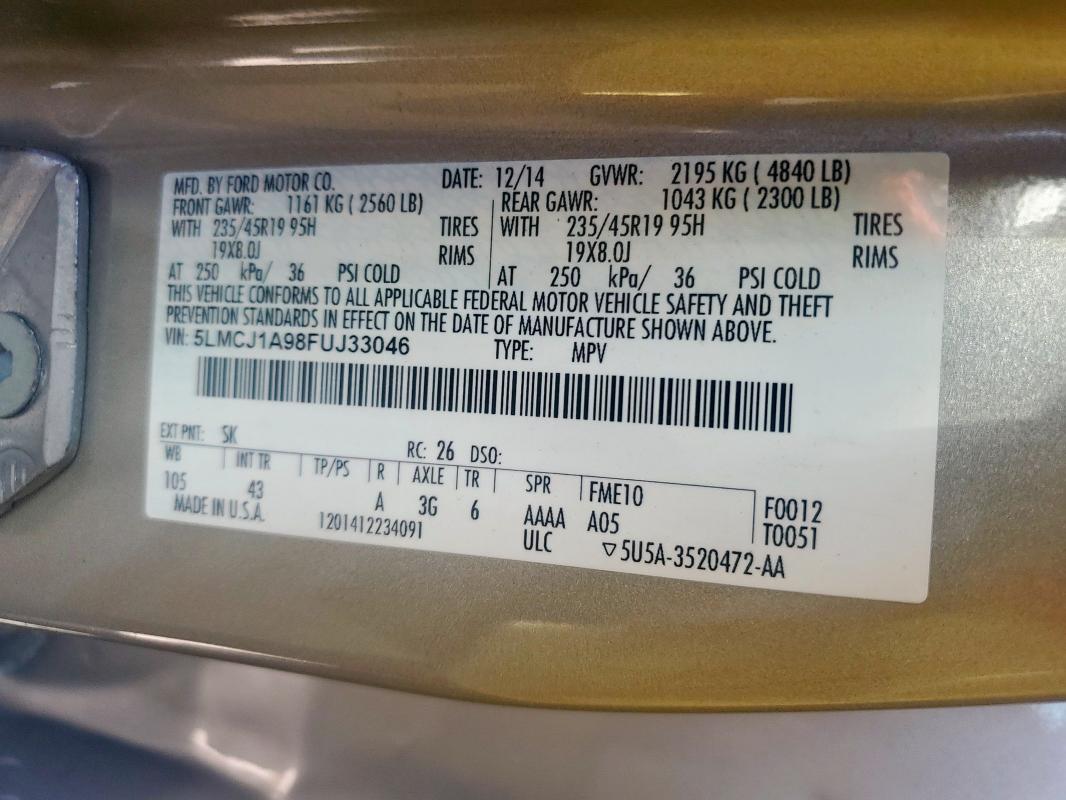 MFD. BY FORD MOTOR CO. DATE: 12/14 GVWR: 2195 KG ( 4840 LB)
FRONT GAWR: 1161 KG ( 2560 LB) REAR GAWR: 1043 KG ( 2300 LB)
WITH 235/45R19 95H TIRES WITH 235/45R19 95H TIRES
19X8.0J RIMS 19X8.0J RIMS
AT 250 kPa/ 36 PSI COLD AT 250 kPa/ 36 PSI COLD
THIS VEHICLE CONFORMS TO ALL APPLICABLE FEDERAL MOTOR VEHICLE SAFETY AND THEFT
PREVENTION STANDARDS IN EFFECT ON THE DATE OF MANUFACTURE SHOWN ABOVE.
VIN: 5LMCJ1A98FUJ33046 TYPE: MPV
EXT PNT: SK RC: 26 DSO:
WB INT TR TP/PS R AXLE TR SPR FME10 F0012
105 43 A 3G 6 AAAA A05 T0051
MADE IN U.S.A. 1201412234091 ULC ▽5U5A-3520472-AA